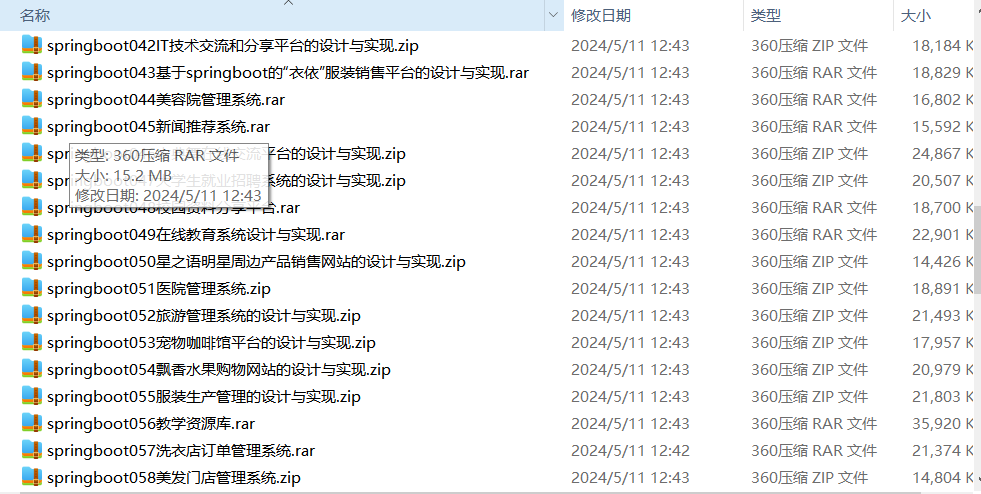 名称 修改日期 类型 大小
springboot042IT技术交流和分享平台的设计与实现.zip 2024/5/11 12:43 360压缩 ZIP 文件 18,184 K
springboot043基于springboot的“衣依”服装销售平台的设计与实现.rar 2024/5/11 12:43 360压缩 RAR 文件 18,829 K
springboot044美容院管理系统.rar 2024/5/11 12:43 360压缩 RAR 文件 16,802 K
springboot045新闻推荐系统.rar 2024/5/11 12:43 360压缩 RAR 文件 15,592 K
平台的设计与实现.zip 2024/5/11 12:43 360压缩 ZIP 文件 24,867 K
类型: 360压缩 RAR 文件
系统的设计与实现.zip 2024/5/11 12:43 360压缩 ZIP 文件 20,507 K
大小: 15.2 MB
修改日期: 2024/5/11 12:43
springboot048校园资料分享平台.rar 2024/5/11 12:43 360压缩 RAR 文件 18,700 K
springboot049在线教育系统设计与实现.rar 2024/5/11 12:43 360压缩 RAR 文件 22,901 K
springboot050星之语明星周边产品销售网站的设计与实现.zip 2024/5/11 12:43 360压缩 ZIP 文件 14,426 K
springboot051医院管理系统.zip 2024/5/11 12:43 360压缩 ZIP 文件 18,891 K
springboot052旅游管理系统的设计与实现.zip 2024/5/11 12:43 360压缩 ZIP 文件 21,493 K
springboot053宠物咖啡馆平台的设计与实现.zip 2024/5/11 12:43 360压缩 ZIP 文件 17,957 K
springboot054飘香水果购物网站的设计与实现.zip 2024/5/11 12:43 360压缩 ZIP 文件 20,979 K
springboot055服装生产管理的设计与实现.zip 2024/5/11 12:43 360压缩 ZIP 文件 21,803 K
springboot056教学资源库.rar 2024/5/11 12:43 360压缩 RAR 文件 35,920 K
springboot057洗衣店订单管理系统.rar 2024/5/11 12:42 360压缩 RAR 文件 21,374 K
springboot058美发门店管理系统.zip 2024/5/11 12:43 360压缩 ZIP 文件 14,804 K